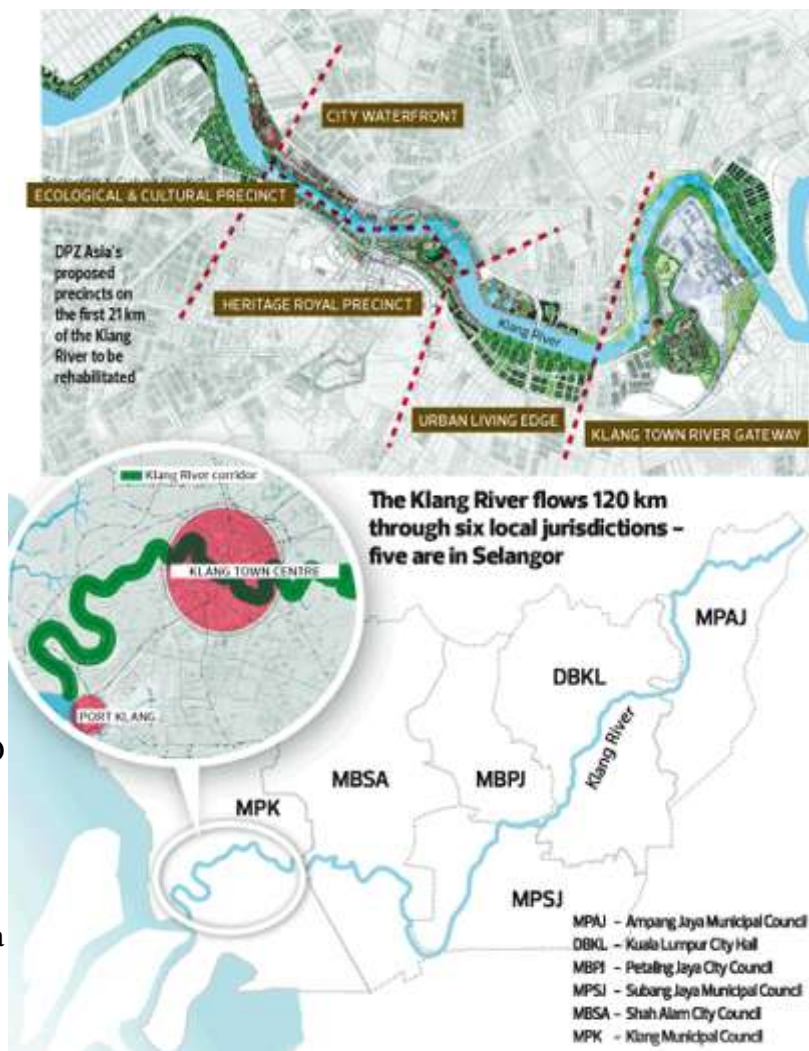 CITY WATERFRONT
ECOLOGICAL & CULTURAL PRECINCT
DPZ Asia's
proposed
precincts on
the first 21 km
of the Klang
River to be
rehabilitated
HERITAGE ROYAL PRECINCT
Klang River
URBAN LIVING EDGE
KLANG TOWN RIVER GATEWAY
Klang River corridor
KLANG TOWN CENTRE
PORT KLANG
The Klang River flows 120 km
through six local jurisdictions –
five are in Selangor
MPAJ
DBKL
Klang River
MBSA
MBPJ
MPK
MPSJ
MPAJ – Ampang Jaya Municipal Council
DBKL – Kuala Lumpur City Hall
MBPJ – Petaling Jaya City Council
MPSJ – Subang Jaya Municipal Council
MBSA – Shah Alam City Council
MPK – Klang Municipal Council